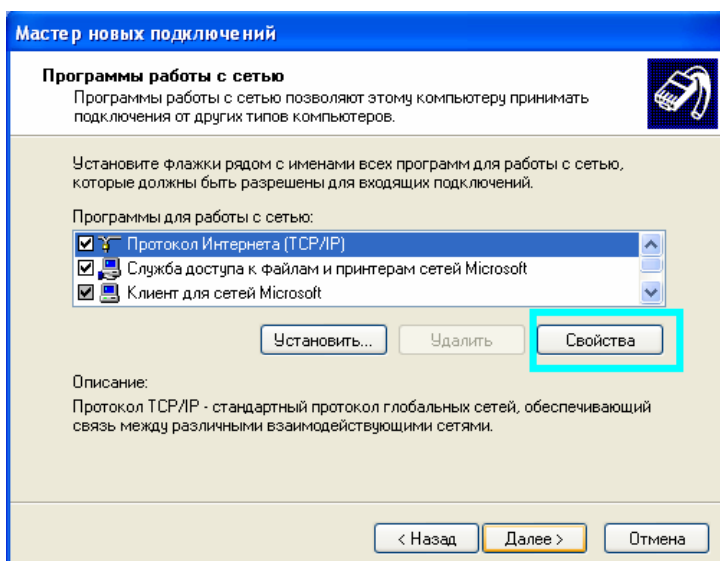 Мастер новых подключений
Программы работы с сетью
Программы работы с сетью позволяют этому компьютеру принимать
подключения от других типов компьютеров.
Установите флажки рядом с именами всех программ для работы с сетью,
которые должны быть разрешены для входящих подключений.
Программы для работы с сетью:
Протокол Интернета (TCP/IP)
Служба доступа к файлам и принтерам сетей Microsoft
Клиент для сетей Microsoft
Установить... Удалить Свойства
Описание:
Протокол TCP/IP - стандартный протокол глобальных сетей, обеспечивающий
связь между различными взаимодействующими сетями.
< Назад Далее > Отмена